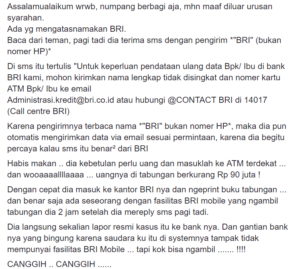 Assalamualaikum wrwb, numpang berbagi aja, mhn maaf diluar urusan
syarahan.
Ada yg mengatasnamakan BRI.
Baca dari teman, pagi tadi dia terima sms dengan pengirim *"BRI" (bukan
nomer HP)*
Di sms itu tertulis "Untuk keperluan pendataan ulang data Bpk/ Ibu di bank
BRI kami, mohon kirimkan nama lengkap tidak disingkat dan nomer kartu
ATM Bpk/ Ibu ke email
Administrasi.kredit@bri.co.id atau hubungi @CONTACT BRI di 14017
(Call centre BRI)
Karena pengirimnya terbaca nama *"BRI" bukan nomer HP*, maka dia pun
otomatis mengirimkan data via email sesuai permintaan, karena dia begitu
percaya kalau sms itu benar² dari BRI
Habis makan .. dia kebetulan perlu uang dan masuklah ke ATM terdekat ...
dan wooaaaallllaaaa ... uangnya di tabungan berkurang Rp 90 juta !
Dengan cepat dia masuk ke kantor BRI nya dan ngeprint buku tabungan ...
dan benar saja ada seseorang dengan fasilitas BRI mobile yang ngambil
tabungan dia 2 jam setelah dia mereply sms pagi tadi.
Dia langsung sekalian lapor resmi kasus itu ke bank nya. Dan gantian bank
nya yang bingung karena saudara ku itu di systemnya tampak tidak
mempunyai fasilitas BRI Mobile ... tapi kok bisa ngambil ....... !!!!
CANGGIH .. CANGGIH ......